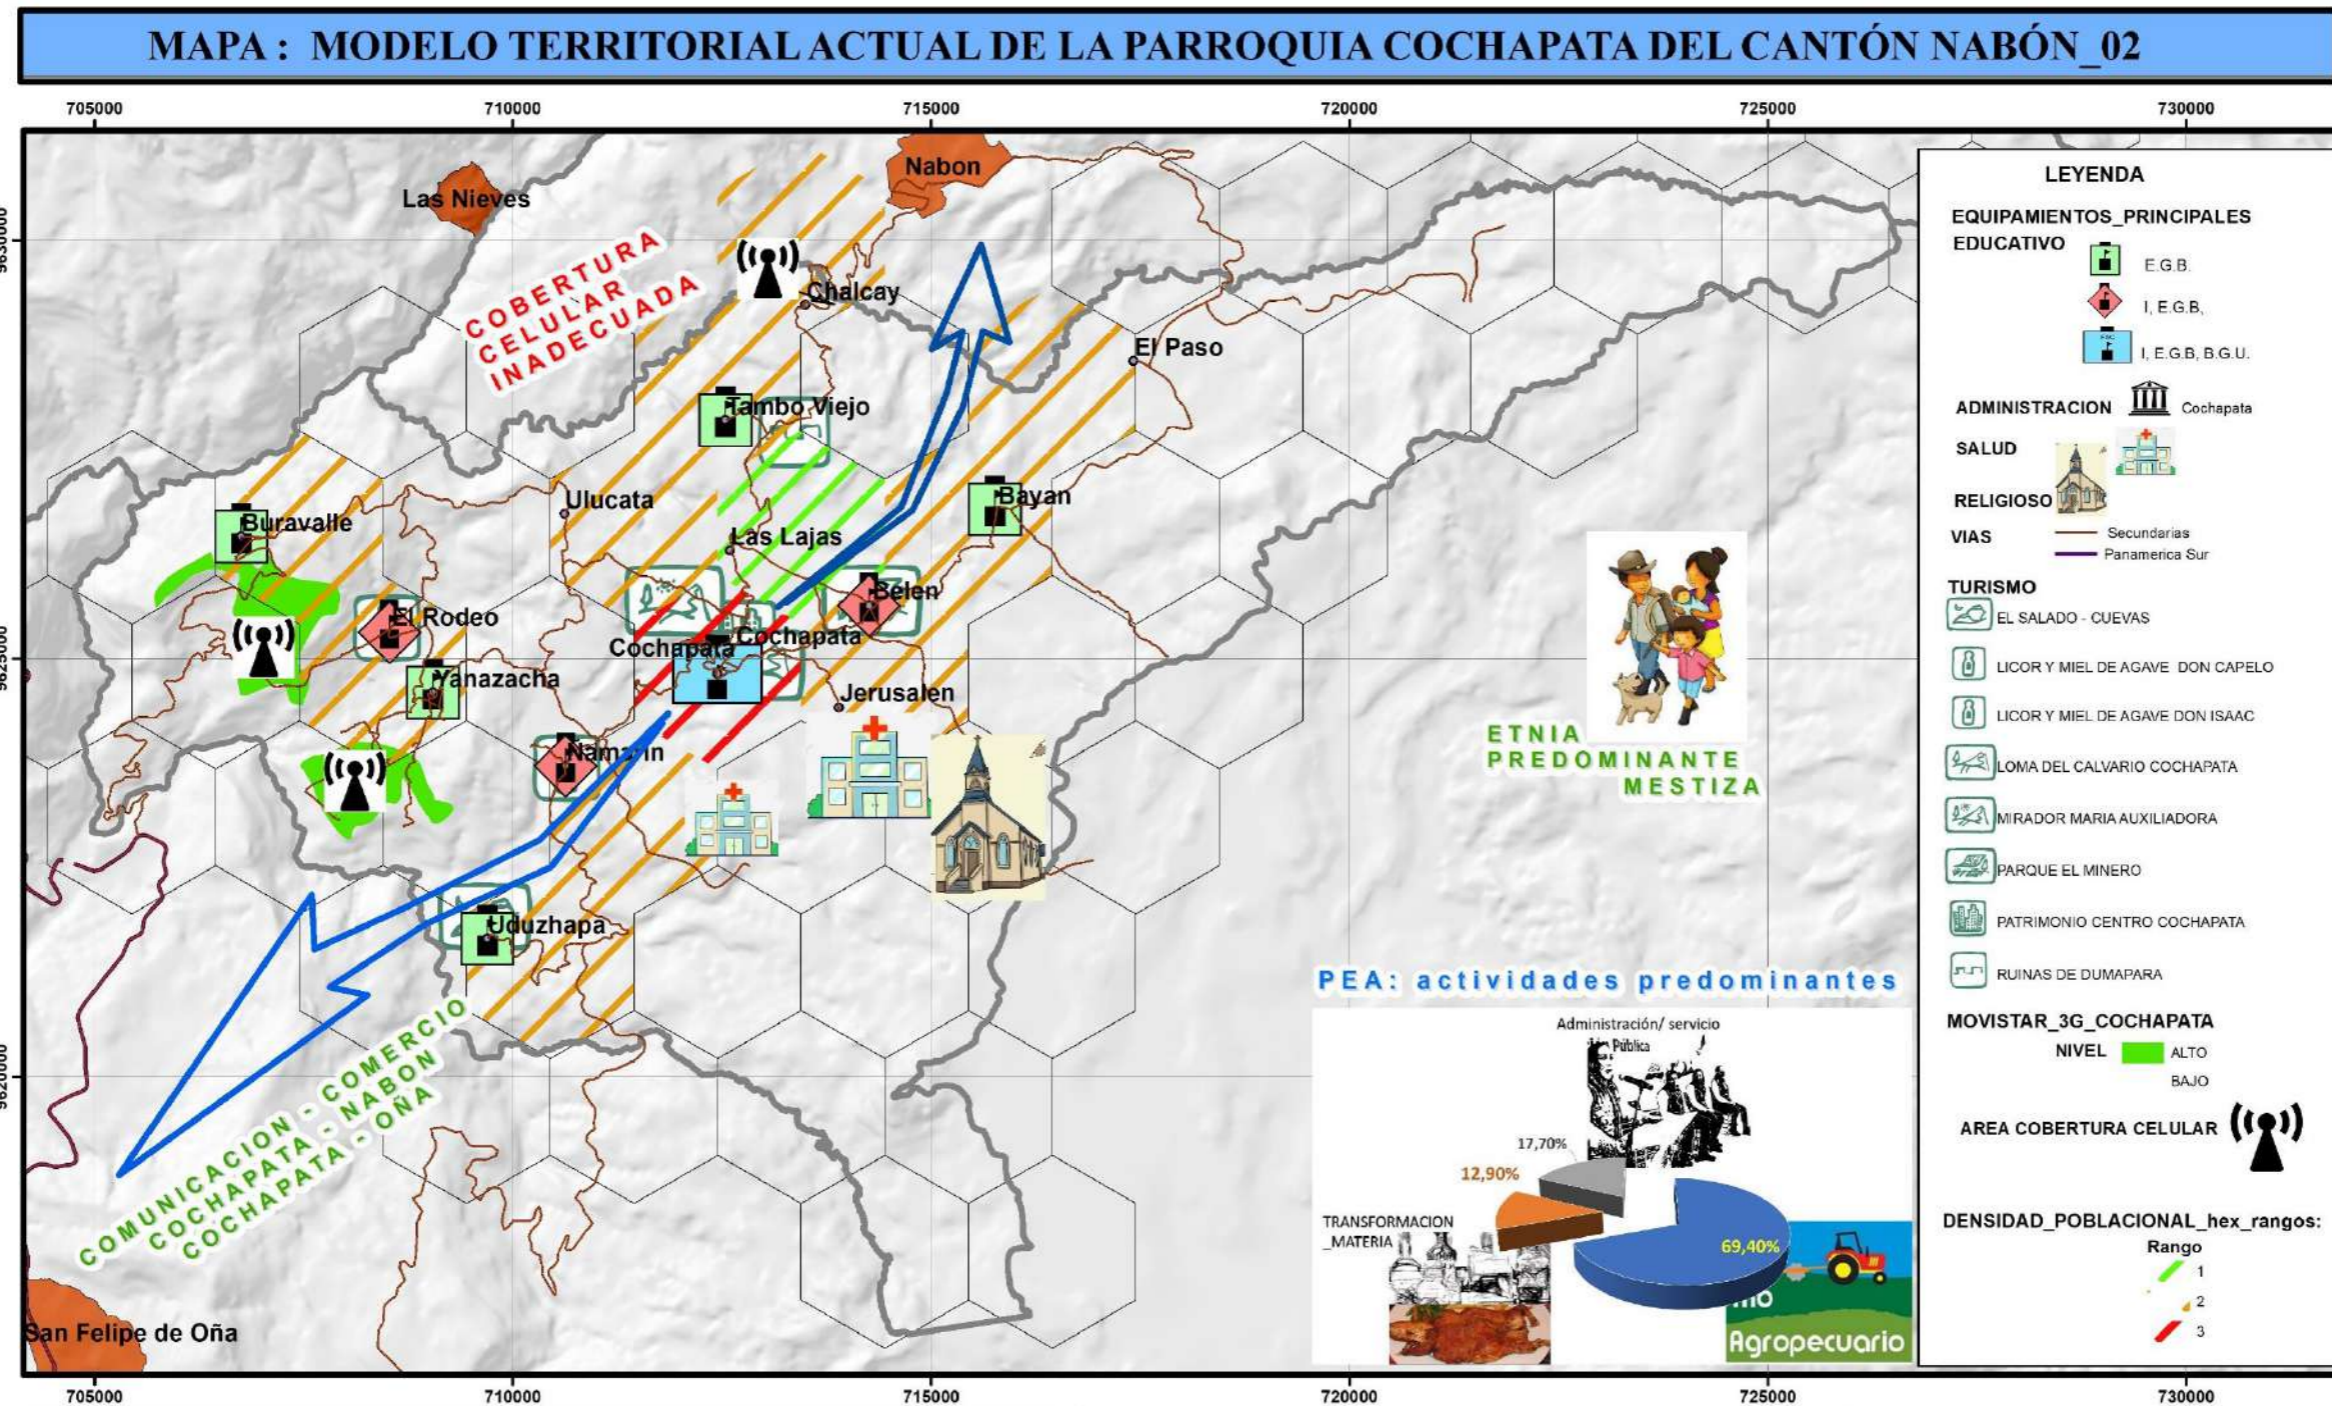 MAPA : MODELO TERRITORIAL ACTUAL DE LA PARROQUIA COCHAPATA DEL CANTÓN NABÓN_02
705000
710000
715000
720000
725000
730000
Nabon
Las Nieves
COBERTURA
CELULAR
INADECUADA
Chalcay
El Paso
Tambo Viejo
Ulucata
Bayan
Buravalle
Las Lajas
Belen
El Rodeo
Cochapata
Cochapata
Yanazacha
Jerusalen
Namarin
Uduzhapa
ETNIA
PREDOMINANTE
MESTIZA
COMUNICACION - COMERCIO
COCHAPATA - NABON
COCHAPATA - OÑA
San Felipe de Oña
PEA: actividades predominantes
Administración/ servicio
Pública
17,70%
12,90%
TRANSFORMACION
_MATERIA
69,40%
Agropecuario
LEYENDA
EQUIPAMIENTOS_PRINCIPALES
EDUCATIVO
E.G.B.
I, E.G.B,
I, E.G.B, B.G.U.
ADMINISTRACION Cochapata
SALUD
RELIGIOSO
VIAS
Secundarias
Panamerica Sur
TURISMO
EL SALADO - CUEVAS
LICOR Y MIEL DE AGAVE DON CAPELO
LICOR Y MIEL DE AGAVE DON ISAAC
LOMA DEL CALVARIO COCHAPATA
MIRADOR MARIA AUXILIADORA
PARQUE EL MINERO
PATRIMONIO CENTRO COCHAPATA
RUINAS DE DUMAPARA
MOVISTAR_3G_COCHAPATA
NIVEL ALTO
BAJO
AREA COBERTURA CELULAR
DENSIDAD_POBLACIONAL_hex_rangos:
Rango
1
2
3
705000
710000
715000
720000
725000
730000